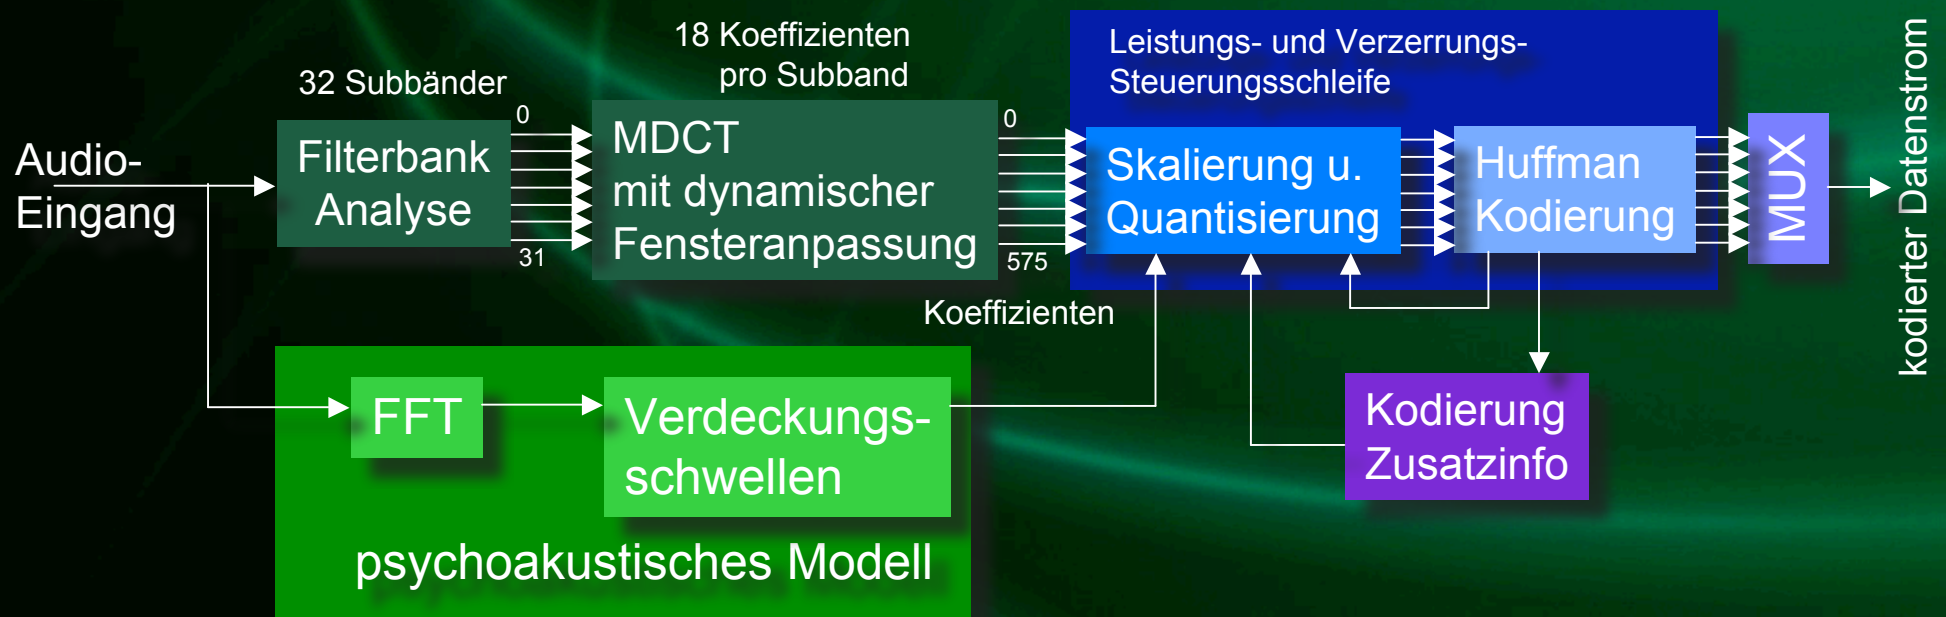 Audio-
Eingang
32 Subbänder
Filterbank
Analyse
0
31
18 Koeffizienten
pro Subband
MDCT
mit dynamischer
Fensteranpassung
0
575
Koeffizienten
Leistungs- und Verzerrungs-
Steuerungsschleife
Skalierung u.
Quantisierung
Huffman
Kodierung
MUX
kodierter Datenstrom
FFT
Verdeckungs-
schwellen
psychoakustisches Modell
Kodierung
Zusatzinfo